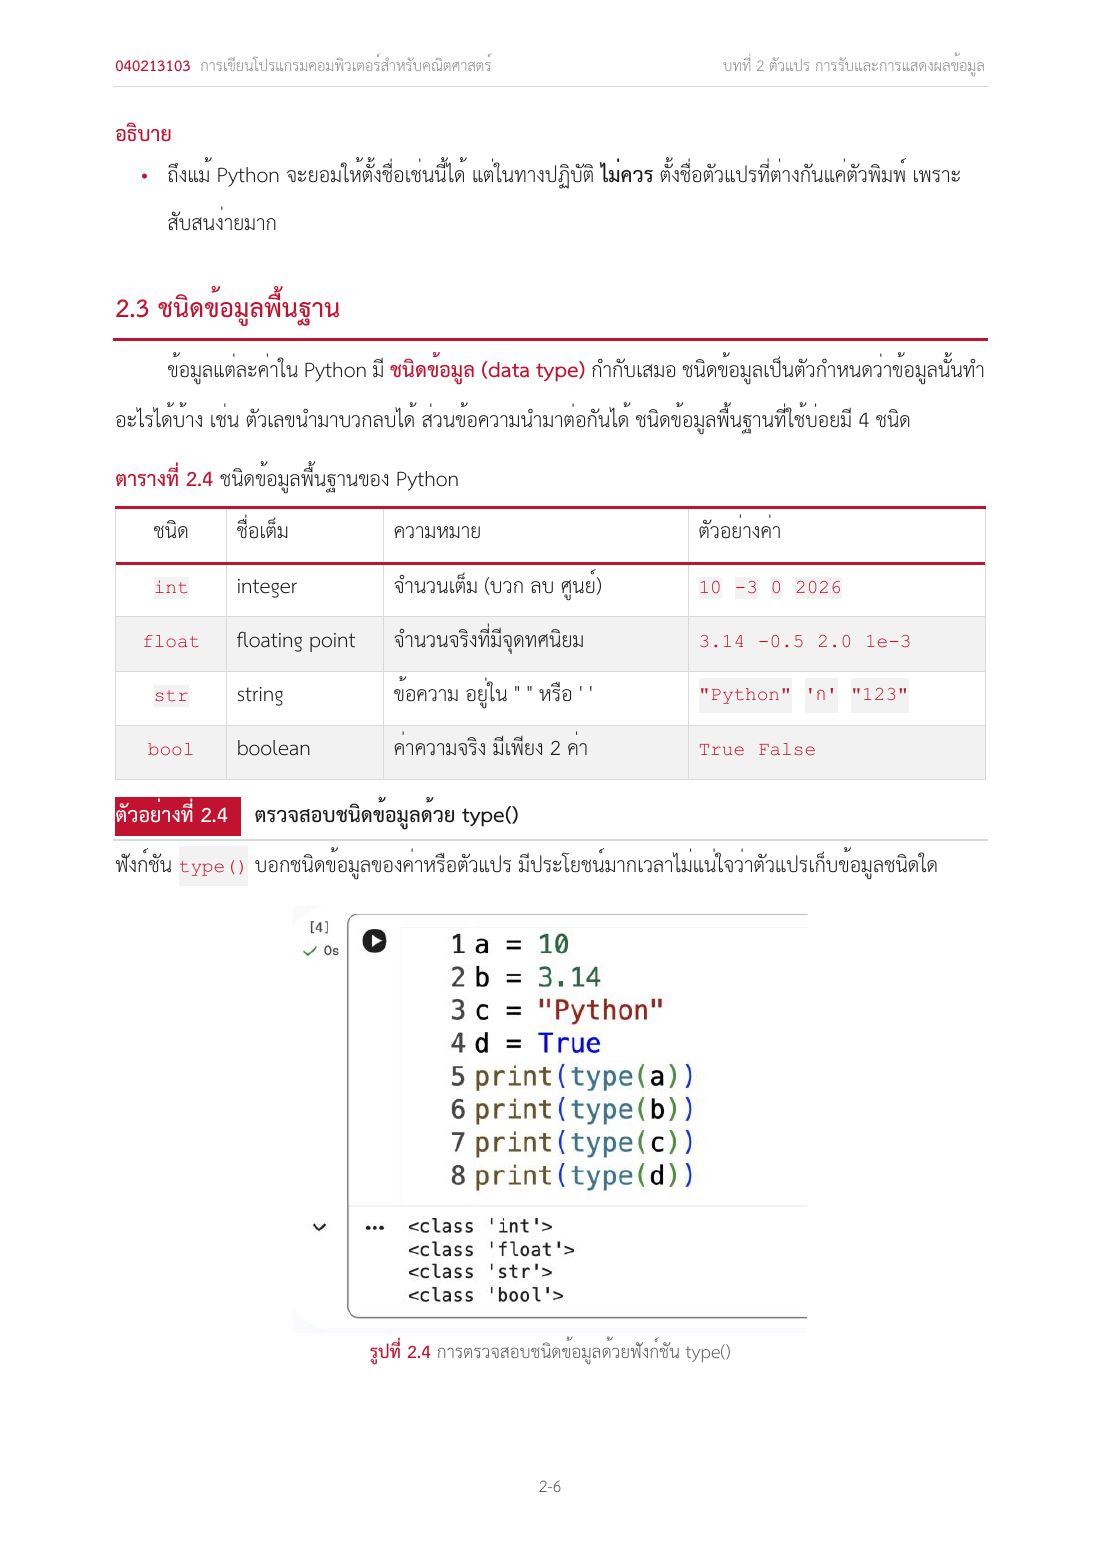 040213103 การเขียนโปรแกรมคอมพิวเตอร์สำหรับคณิตศาสตร์ บทที่ 2 ตัวแปร การรับและการแสดงผลข้อมูล
อธิบาย
• ถึงแม้ Python จะยอมให้ตั้งชื่อเช่นนี้ได้ แต่ในทางปฏิบัติ ไม่ควร ตั้งชื่อตัวแปรที่ต่างกันแค่ตัวพิมพ์ เพราะ
สับสนง่ายมาก
2.3 ชนิดข้อมูลพื้นฐาน
ข้อมูลแต่ละค่าใน Python มี ชนิดข้อมูล (data type) กำกับเสมอ ชนิดข้อมูลเป็นตัวกำหนดว่าข้อมูลนั้นทำ
อะไรได้บ้าง เช่น ตัวเลขนำมาบวกลบได้ ส่วนข้อความนำมาต่อกันได้ ชนิดข้อมูลพื้นฐานที่ใช้บ่อยมี 4 ชนิด
ตารางที่ 2.4 ชนิดข้อมูลพื้นฐานของ Python
ชนิด ชื่อเต็ม ความหมาย ตัวอย่างค่า
int integer จำนวนเต็ม (บวก ลบ ศูนย์) 10 -3 0 2026
float floating point จำนวนจริงที่มีจุดทศนิยม 3.14 -0.5 2.0 1e-3
str string ข้อความ อยู่ใน " " หรือ ' ' "Python" 'ก' "123"
bool boolean ค่าความจริง มีเพียง 2 ค่า True False
ตัวอย่างที่ 2.4 ตรวจสอบชนิดข้อมูลด้วย type()
ฟังก์ชัน type() บอกชนิดข้อมูลของค่าหรือตัวแปร มีประโยชน์มากเวลาไม่แน่ใจว่าตัวแปรเก็บข้อมูลชนิดใด
[4]
0s
1 a = 10
2 b = 3.14
3 c = "Python"
4 d = True
5 print(type(a))
6 print(type(b))
7 print(type(c))
8 print(type(d))
<class 'int'>
<class 'float'>
<class 'str'>
<class 'bool'>
รูปที่ 2.4 การตรวจสอบชนิดข้อมูลด้วยฟังก์ชัน type()
2-6